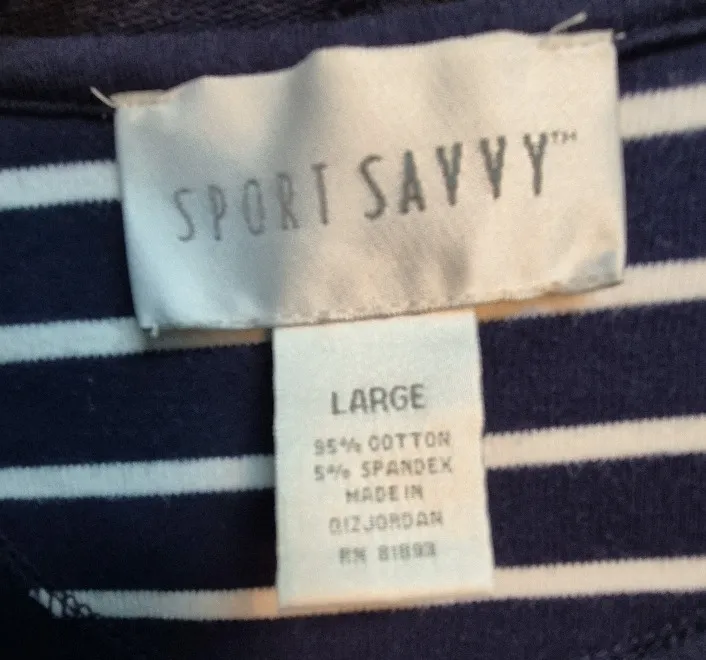 SPORT SAVVY™
LARGE
95% COTTON
5% SPANDEX
MADE IN
QIZJORDAN
RN 81893